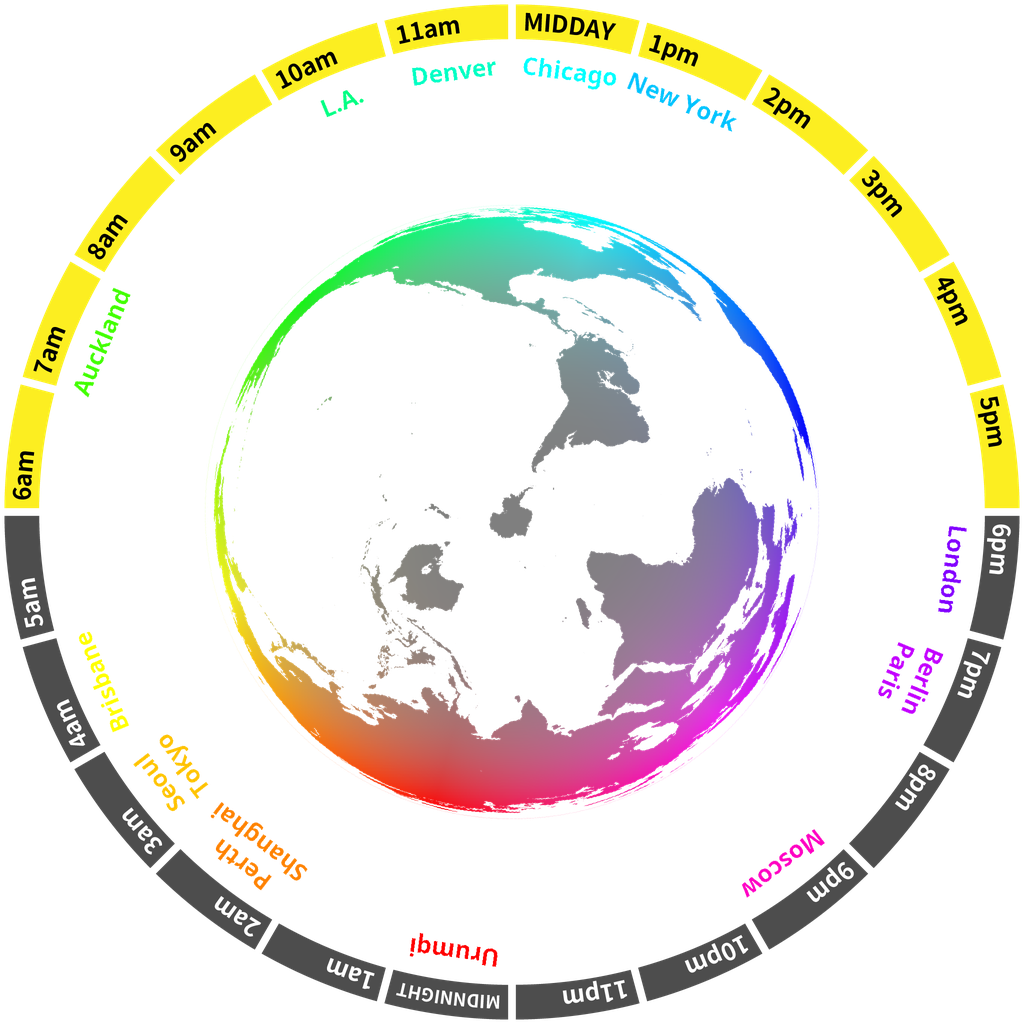 MIDDAY
1pm
2pm
3pm
4pm
5pm
6pm
7pm
8pm
9pm
10pm
11pm
MIDNNIGHT
1am
2am
3am
4am
5am
6am
7am
8am
9am
10am
11am
Chicago
New York
London
Berlin
Paris
Moscow
Urumqi
Shanghai
Perth
Tokyo
Seoul
Brisbane
Auckland
L.A.
Denver